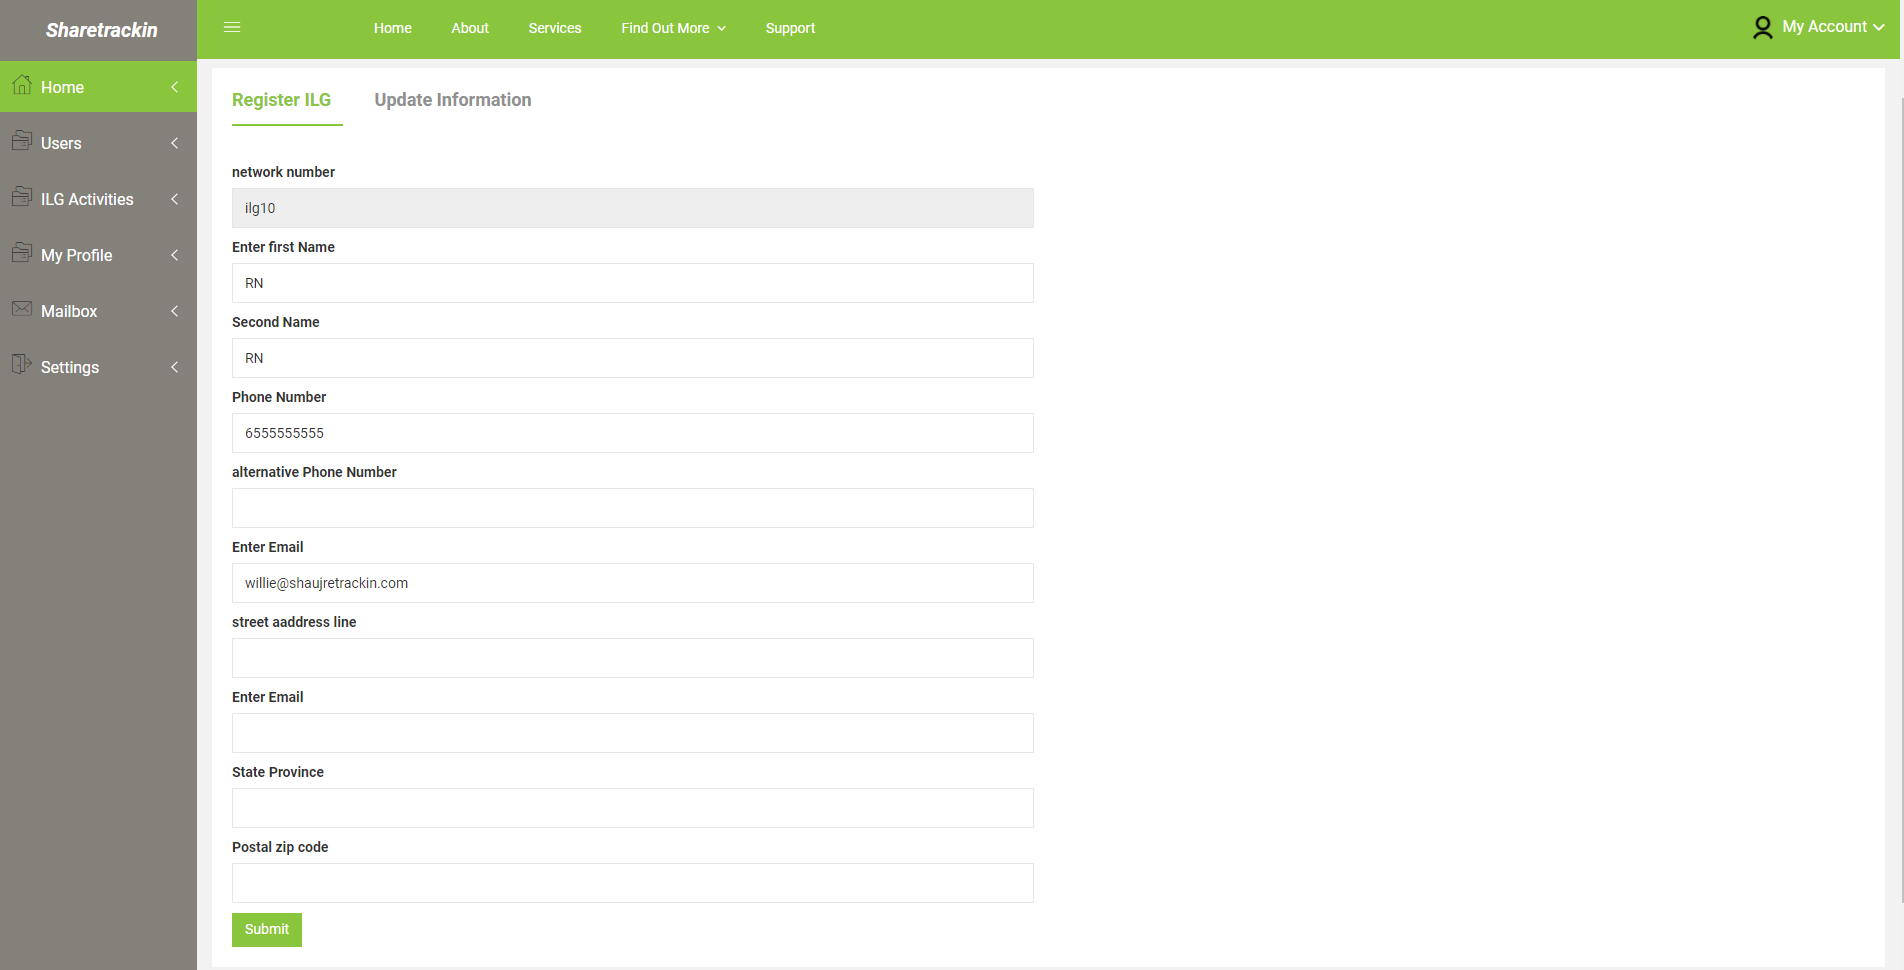 Sharetrackin
Home
About
Services
Find Out More
Support
My Account
Home
Users
ILG Activities
My Profile
Mailbox
Settings
Register ILG
Update Information
network number
ilg10
Enter first Name
RN
Second Name
RN
Phone Number
6555555555
alternative Phone Number
Enter Email
willie@shaujretrackin.com
street aaddress line
Enter Email
State Province
Postal zip code
Submit